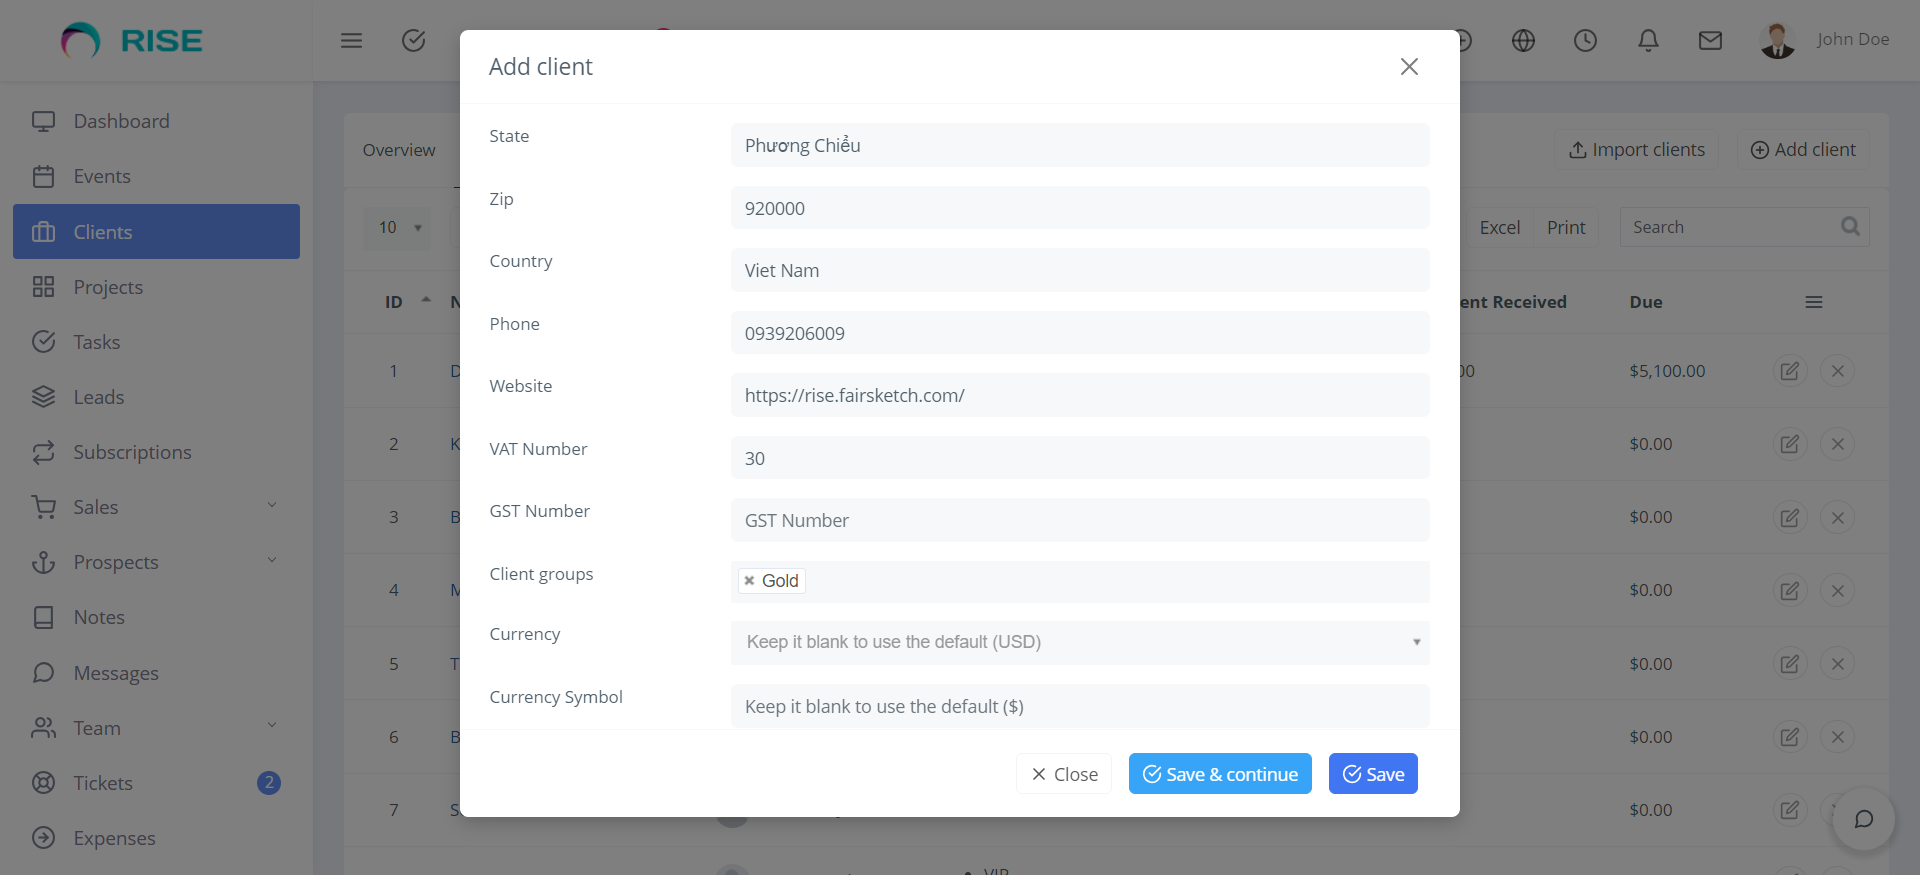 RISE
John Doe
Dashboard
Events
Clients
Projects
Tasks
Leads
Subscriptions
Sales
Prospects
Notes
Messages
Team
Tickets
2
Expenses
Overview
Import clients
Add client
10
Excel
Print
Search
ID
ent Received
Due
1
$5,100.00
2
$0.00
3
$0.00
4
$0.00
5
$0.00
6
$0.00
7
$0.00
VIP
Add client
State
Phương Chiểu
Zip
920000
Country
Viet Nam
Phone
0939206009
Website
https://rise.fairsketch.com/
VAT Number
30
GST Number
GST Number
Client groups
Gold
Currency
Keep it blank to use the default (USD)
Currency Symbol
Keep it blank to use the default ($)
Close
Save & continue
Save